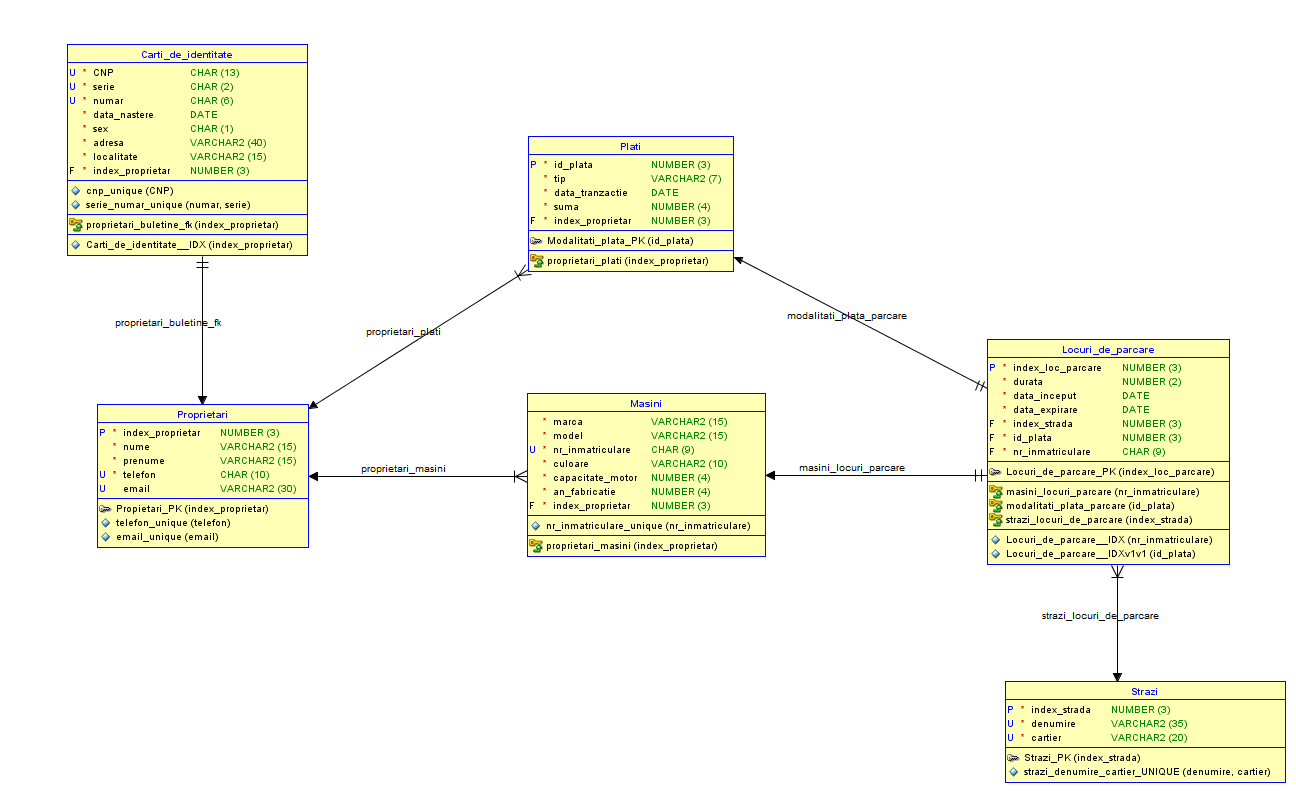 Carti_de_identitate
U * CNP CHAR (13)
U * serie CHAR (2)
U * numar CHAR (6)
* data_nastere DATE
* sex CHAR (1)
* adresa VARCHAR2 (40)
* localitate VARCHAR2 (15)
F * index_proprietar NUMBER (3)
cnp_unique (CNP)
serie_numar_unique (numar, serie)
proprietari_buletine_fk (index_proprietar)
Carti_de_identitate__IDX (index_proprietar)
proprietari_buletine_fk
Plati
P * id_plata NUMBER (3)
* tip VARCHAR2 (7)
* data_tranzactie DATE
* suma NUMBER (4)
F * index_proprietar NUMBER (3)
Modalitati_plata_PK (id_plata)
proprietari_plati (index_proprietar)
proprietari_plati
modalitati_plata_parcare
Proprietari
P * index_proprietar NUMBER (3)
* nume VARCHAR2 (15)
* prenume VARCHAR2 (15)
U * telefon CHAR (10)
U email VARCHAR2 (30)
Propietari_PK (index_proprietar)
telefon_unique (telefon)
email_unique (email)
proprietari_masini
Masini
* marca VARCHAR2 (15)
* model VARCHAR2 (15)
U * nr_inmatriculare CHAR (9)
* culoare VARCHAR2 (10)
* capacitate_motor NUMBER (4)
* an_fabricatie NUMBER (4)
F * index_proprietar NUMBER (3)
nr_inmatriculare_unique (nr_inmatriculare)
proprietari_masini (index_proprietar)
masini_locuri_parcare
Locuri_de_parcare
P * index_loc_parcare NUMBER (3)
* durata NUMBER (2)
* data_inceput DATE
* data_expirare DATE
F * index_strada NUMBER (3)
F * id_plata NUMBER (3)
F * nr_inmatriculare CHAR (9)
Locuri_de_parcare_PK (index_loc_parcare)
masini_locuri_parcare (nr_inmatriculare)
modalitati_plata_parcare (id_plata)
strazi_locuri_de_parcare (index_strada)
Locuri_de_parcare__IDX (nr_inmatriculare)
Locuri_de_parcare__IDXv1v1 (id_plata)
strazi_locuri_de_parcare
Strazi
P * index_strada NUMBER (3)
U * denumire VARCHAR2 (35)
U * cartier VARCHAR2 (20)
Strazi_PK (index_strada)
strazi_denumire_cartier_UNIQUE (denumire, cartier)